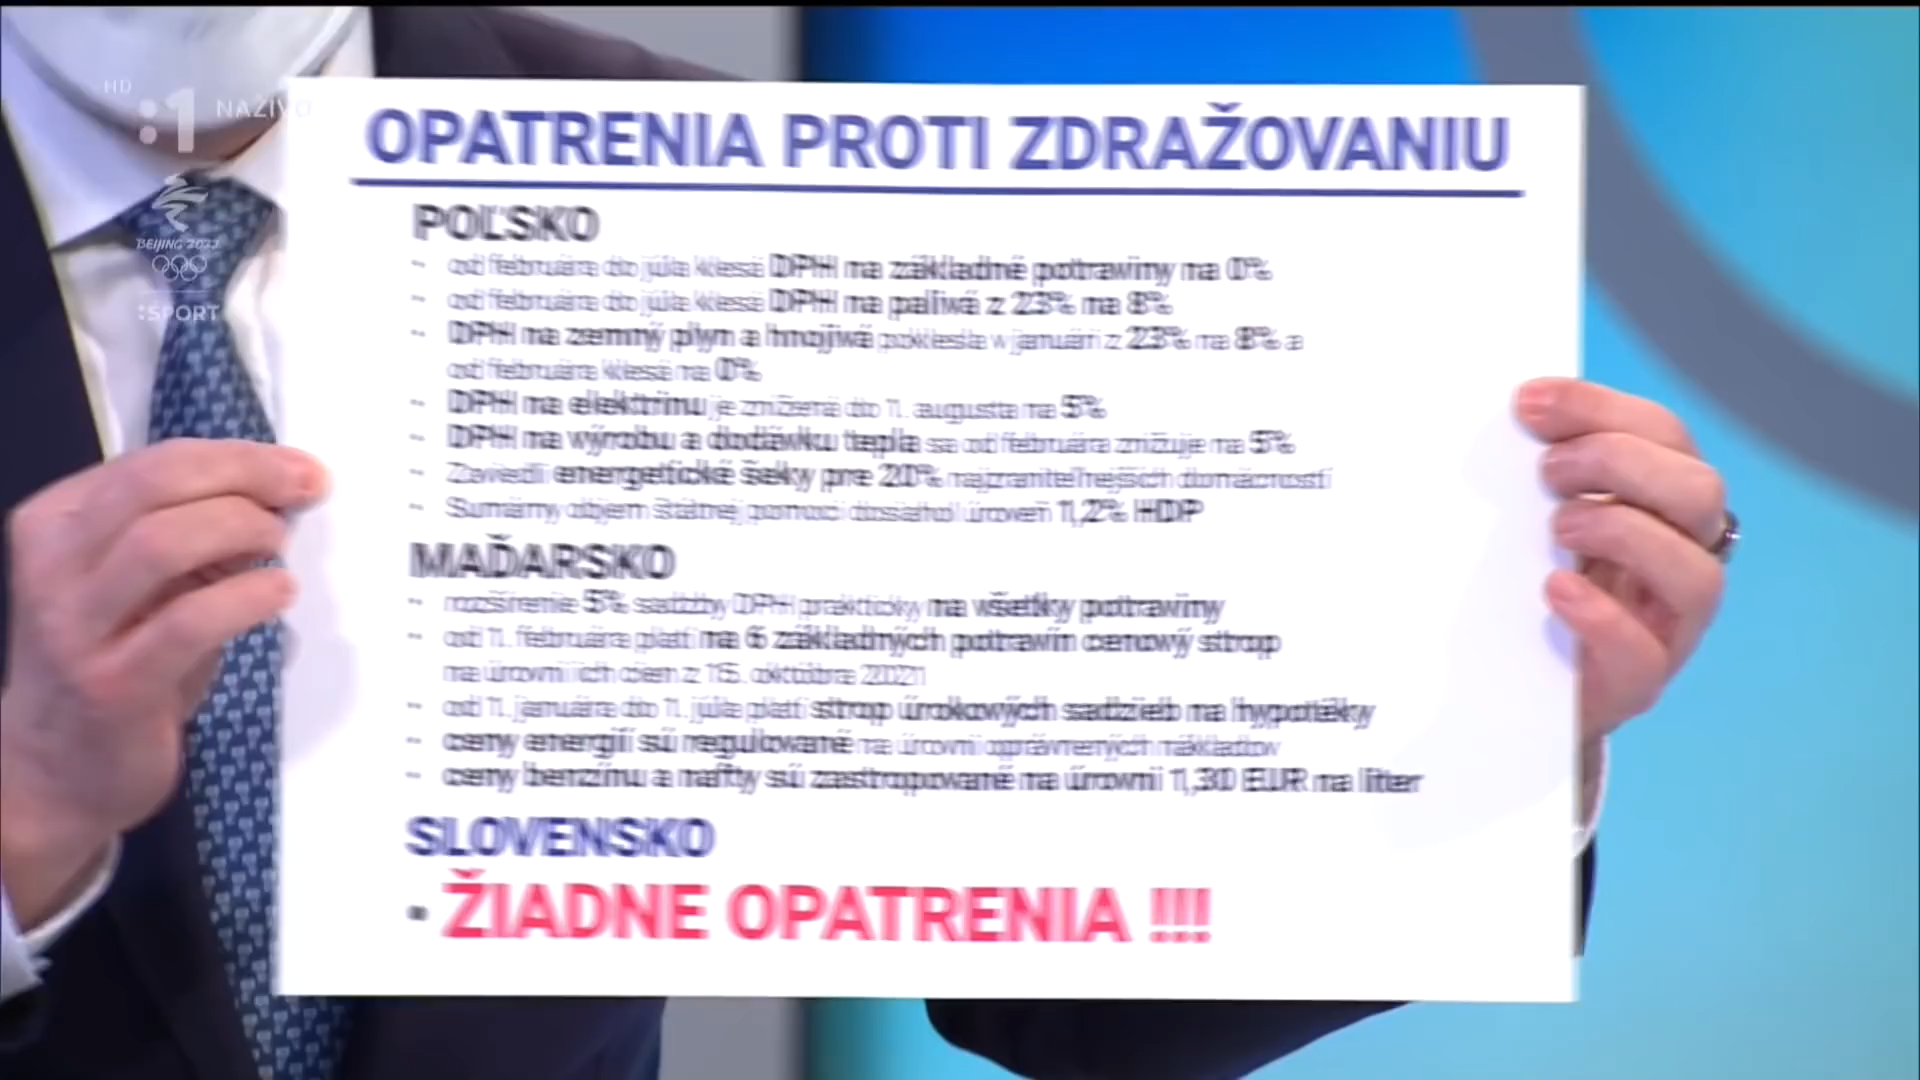 HD
:1 NAŽIVO
BEIJING 2022
:ŠPORT
OPATRENIA PROTI ZDRAŽOVANIU
POĽSKO
- od februára do júla klesá DPH na základné potraviny na 0%
- od februára do júla klesá DPH na palivá z 23% na 8%
- DPH na zemný plyn a hnojivá poklesla v januári z 23% na 8% a
od februára klesá na 0%
- DPH na elektrinu je znížená do 1. augusta na 5%
- DPH na výrobu a dodávku tepla sa od februára znižuje na 5%
- Zaviedli energetické šeky pre 20% najzraniteľnejších domácností
- Sumárny objem štátnej pomoci dosiahol úroveň 1,2% HDP
MAĎARSKO
- rozšírenie 5% sadzby DPH prakticky na všetky potraviny
- od 1. februára platí na 6 základných potravín cenový strop
na úrovni ich cien z 15. októbra 2021
- od 1. januára do 1. júla platí strop úrokových sadzieb na hypotéky
- ceny energií sú regulované na úrovni oprávnených nákladov
- ceny benzínu a nafty sú zastropované na úrovni 1,30 EUR na liter
SLOVENSKO
• ŽIADNE OPATRENIA !!!